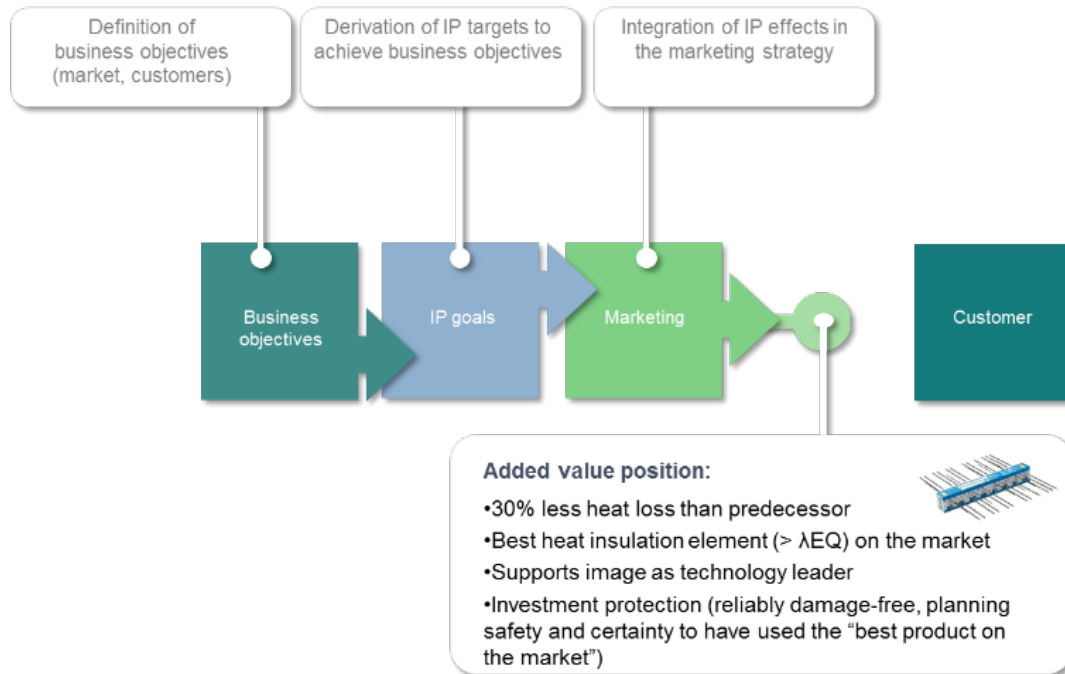 Definition of
business objectives
(market, customers)
Derivation of IP targets to
achieve business objectives
Integration of IP effects in
the marketing strategy
Business
objectives
IP goals
Marketing
Customer
Added value position:
•30% less heat loss than predecessor
•Best heat insulation element (> λEQ) on the market
•Supports image as technology leader
•Investment protection (reliably damage-free, planning
safety and certainty to have used the “best product on
the market”)